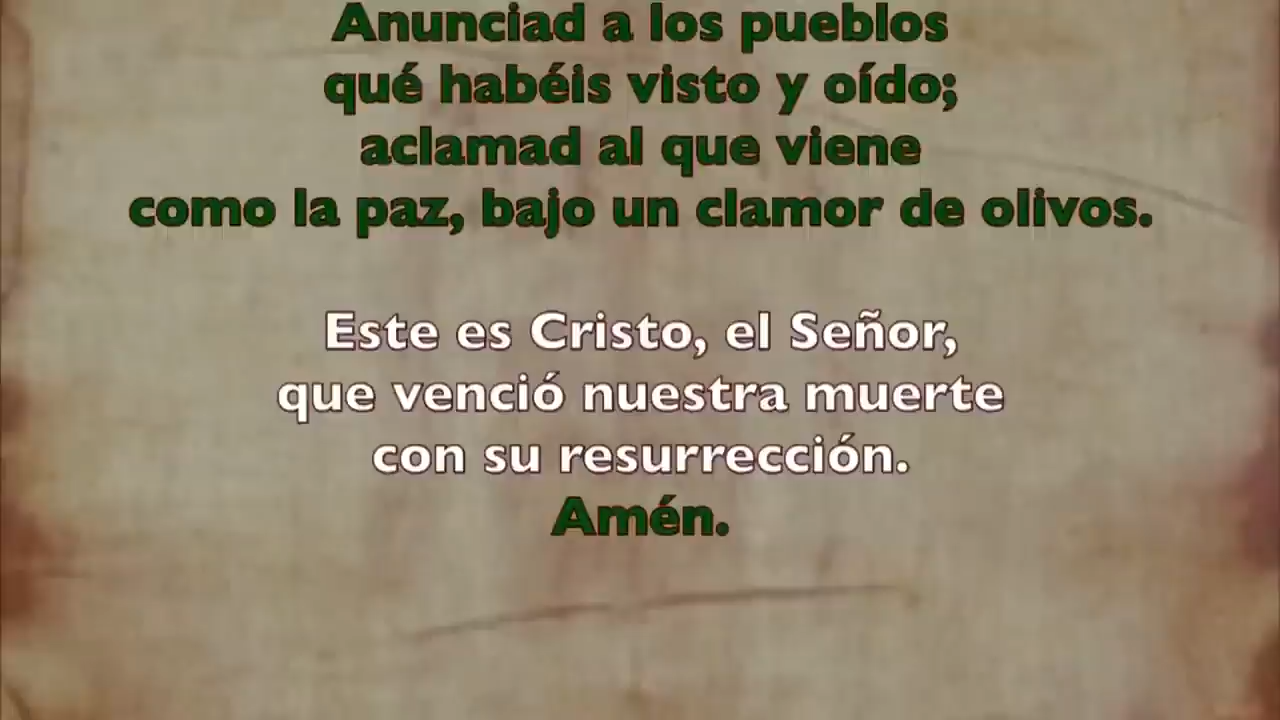 Anunciad a los pueblos
qué habéis visto y oído;
aclamad al que viene
como la paz, bajo un clamor de olivos.
Este es Cristo, el Señor,
que venció nuestra muerte
con su resurrección.
Amén.